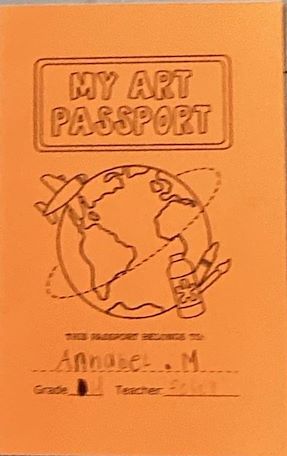 MY ART
PASSPORT
THIS PASSPORT BELONGS TO:
Annabel . M
Grade Teacher